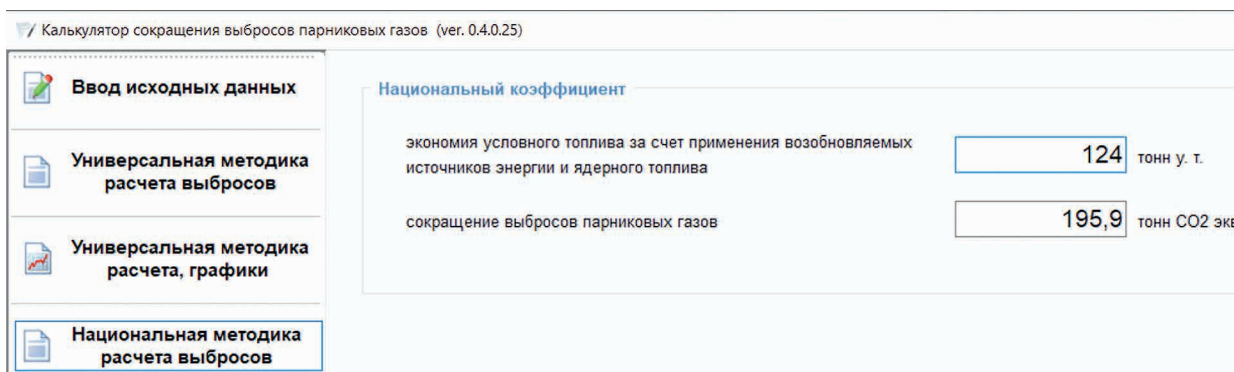 Калькулятор сокращения выбросов парниковых газов (ver. 0.4.0.25)
Ввод исходных данных
Универсальная методика
расчета выбросов
Универсальная методика
расчета, графики
Национальная методика
расчета выбросов
Национальный коэффициент
экономия условного топлива за счет применения возобновляемых
источников энергии и ядерного топлива
124 тонн у. т.
сокращение выбросов парниковых газов 195,9 тонн СО2 экв